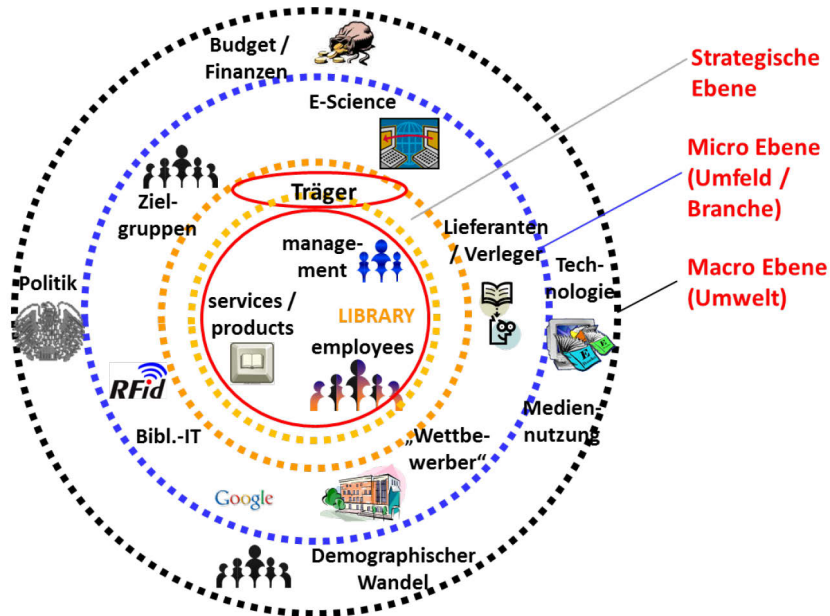 Budget /
Finanzen
Strategische
Ebene
E-Science
Micro Ebene
(Umfeld /
Branche)
Träger
Ziel-
gruppen
Lieferanten
/ Verleger
manage-
ment
Politik
Tech-
nologie
Macro Ebene
(Umwelt)
services /
products
LIBRARY
employees
RFid
E
E
Medien-
nutzung
Bibl.-IT
„Wettbe-
werber“
Google
Demographischer
Wandel